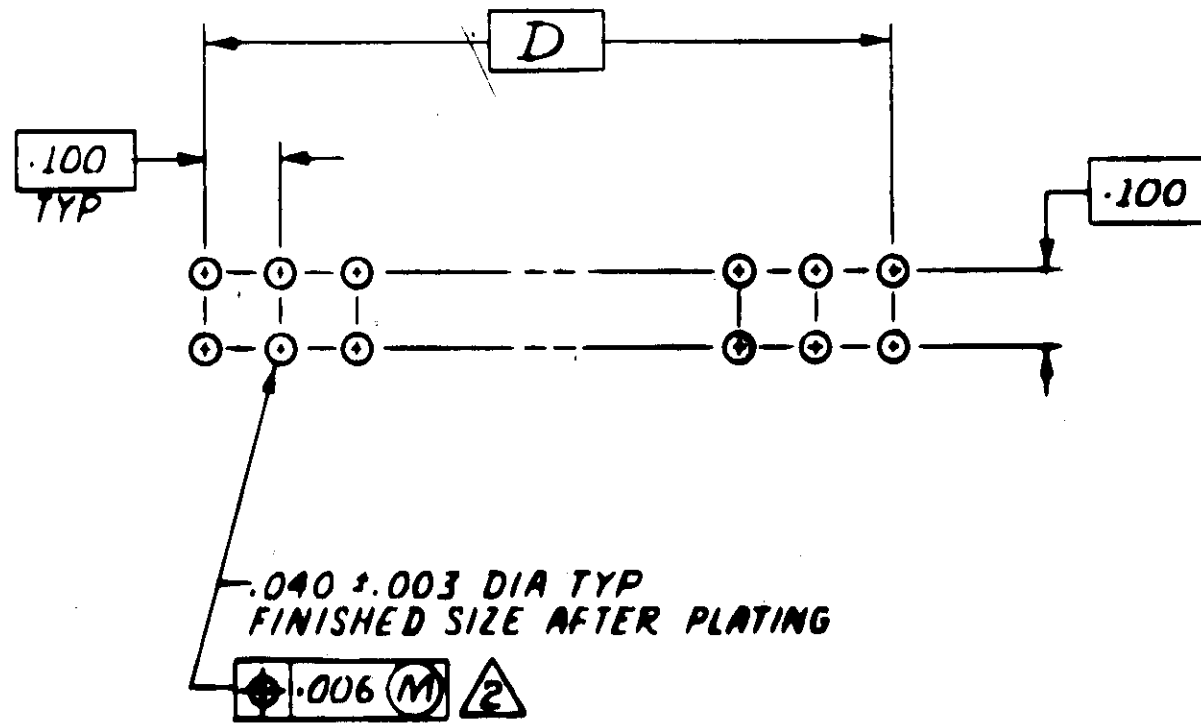 D
.100
TYP
.100
.040 ±.003 DIA TYP
FINISHED SIZE AFTER PLATING
⌖ .006 Ⓜ 2